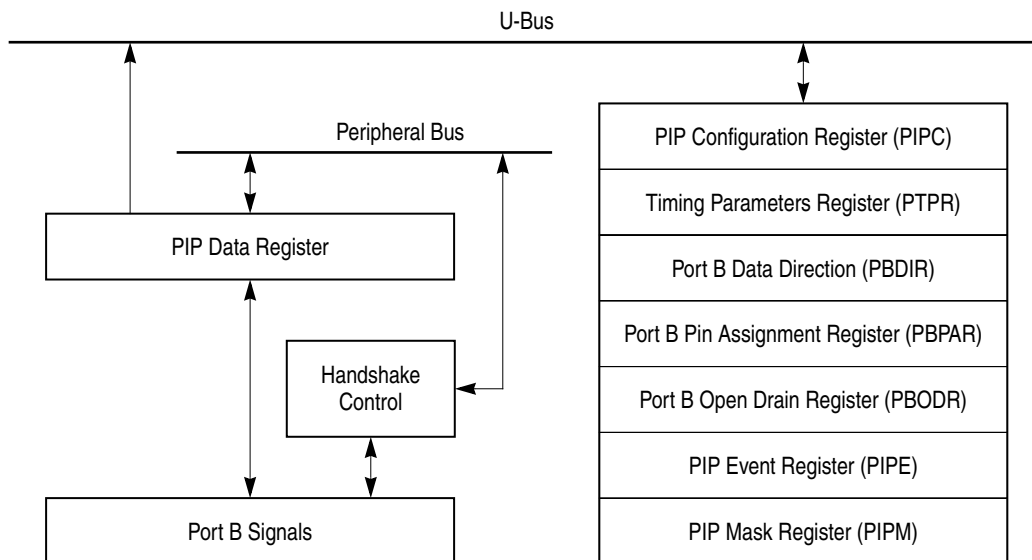 U-Bus
Peripheral Bus
PIP Data Register
Handshake
Control
Port B Signals
PIP Configuration Register (PIPC)
Timing Parameters Register (PTPR)
Port B Data Direction (PBDIR)
Port B Pin Assignment Register (PBPAR)
Port B Open Drain Register (PBODR)
PIP Event Register (PIPE)
PIP Mask Register (PIPM)